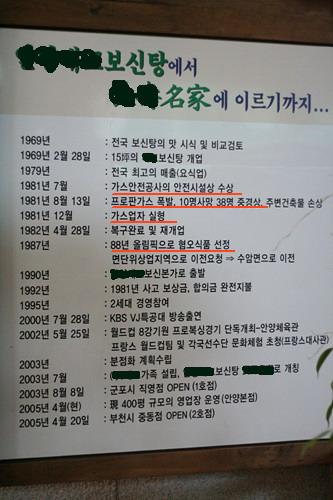 보신탕에서
名家에 이르기까지...
1969년 : 전국 보신탕의 맛 시식 및 비교검토
1969년 2월 28일 : 15坪의 탕 개업
1979년 : 전국 최고의 매출(요식업)
1981년 7월 : 가스안전공사의 안전시설상 수상
1981년 8월 13일 : 프로판가스 폭발, 10명사망 38명 중경상, 주변건축물 손상
1981년 12월 : 가스업자 실형
1982년 4월 28일 : 복구완료 및 재개업
1987년 : 88년 올림픽으로 혐오식품 선정
면단위상업지역으로 이전요청 ⇒ 수암면으로 이전
1990년 : 보신본가로 출발
1992년 : 1981년 사고 보상금, 합의금 완전지불
1995년 : 2세대 경영참여
2000년 7월 28일 : KBS VJ특공대 방송출연
2002년 5월 25일 : 월드컵 8강기원 프로복싱경기 단독개최-안양체육관
프랑스 월드컵팀 및 각국선수단 문화체험 초청(프랑스대사관)
2003년 : 분점화 계획수립
2003년 7월 : 가족 설립, 보신탕 로 개칭
2003년 8월 8일 : 군포시 직영점 OPEN (1호점)
2005년 4월(현) : 現 400평 규모의 영업장 운영(안양본점)
2005년 4월 20일 : 부천시 중동점 OPEN (2호점)